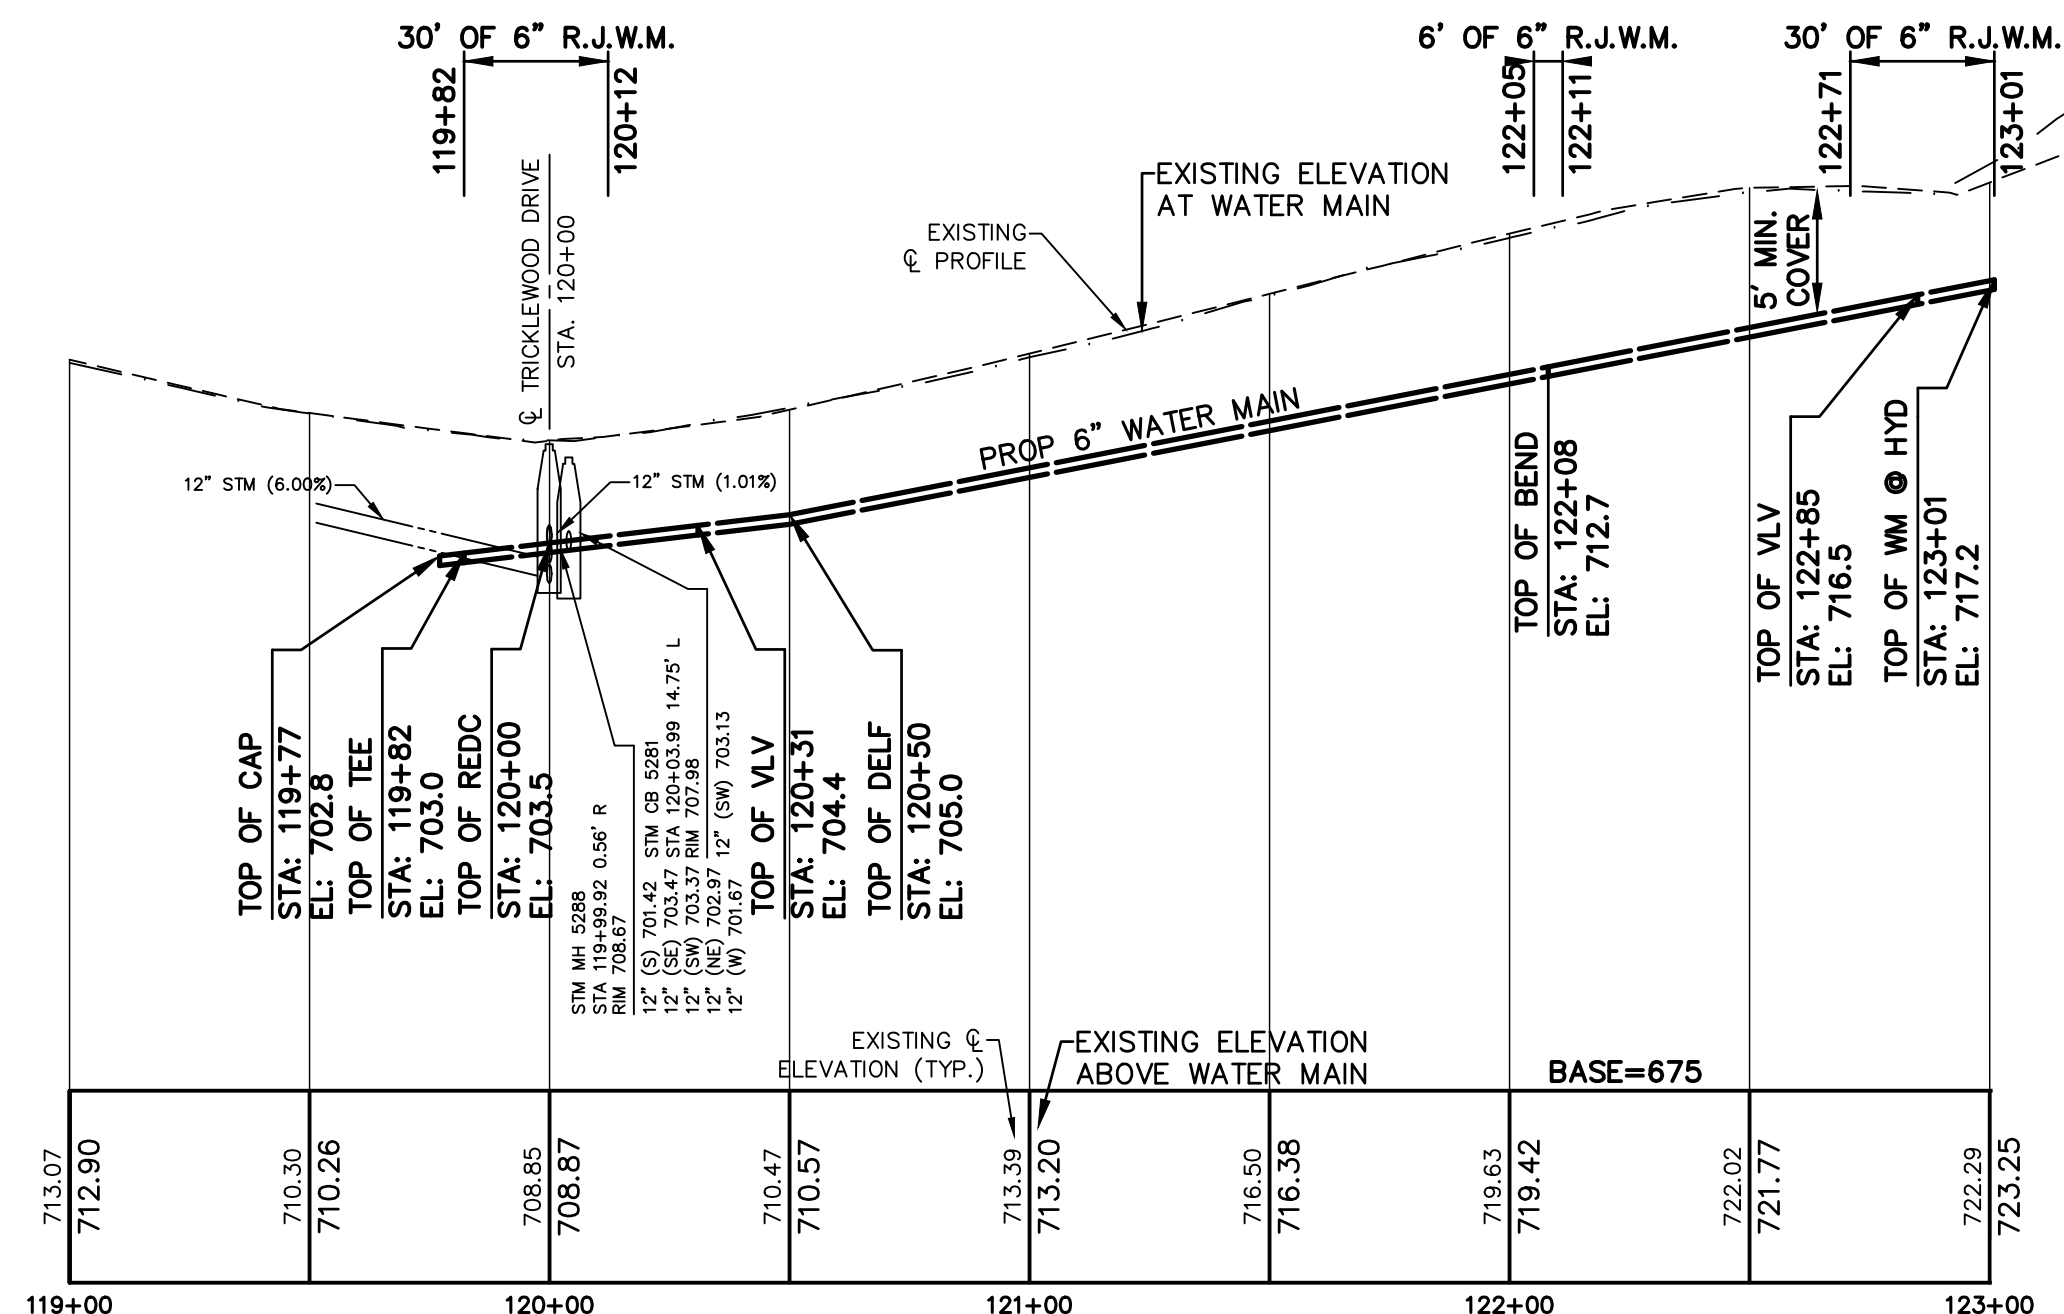 30' OF 6" R.J.W.M.
6' OF 6" R.J.W.M.
30' OF 6" R.J.W.M.
119+82
120+12
122+05
122+11
122+71
123+01
℄ TRICKLEWOOD DRIVE
STA. 120+00
EXISTING
℄ PROFILE
EXISTING ELEVATION
AT WATER MAIN
5' MIN.
COVER
12" STM (6.00%)
12" STM (1.01%)
PROP 6" WATER MAIN
TOP OF CAP
STA: 119+77
EL: 702.8
TOP OF TEE
STA: 119+82
EL: 703.0
TOP OF REDC
STA: 120+00
EL: 703.5
STM MH 5288
STA 119+99.92 0.56' R
RIM 708.67
12" (S) 701.42
12" (SE) 703.47
12" (SW) 703.37
12" (NE) 702.97
12" (W) 701.67
STM CB 5281
STA 120+03.99 14.75' L
RIM 707.98
12" (SW) 703.13
TOP OF VLV
STA: 120+31
EL: 704.4
TOP OF DELF
STA: 120+50
EL: 705.0
TOP OF BEND
STA: 122+08
EL: 712.7
TOP OF VLV
STA: 122+85
EL: 716.5
TOP OF WM @ HYD
STA: 123+01
EL: 717.2
EXISTING ℄
ELEVATION (TYP.)
EXISTING ELEVATION
ABOVE WATER MAIN
BASE=675
713.07
712.90
710.30
710.26
708.85
708.87
710.47
710.57
713.39
713.20
716.50
716.38
719.63
719.42
722.02
721.77
722.29
723.25
119+00
120+00
121+00
122+00
123+00